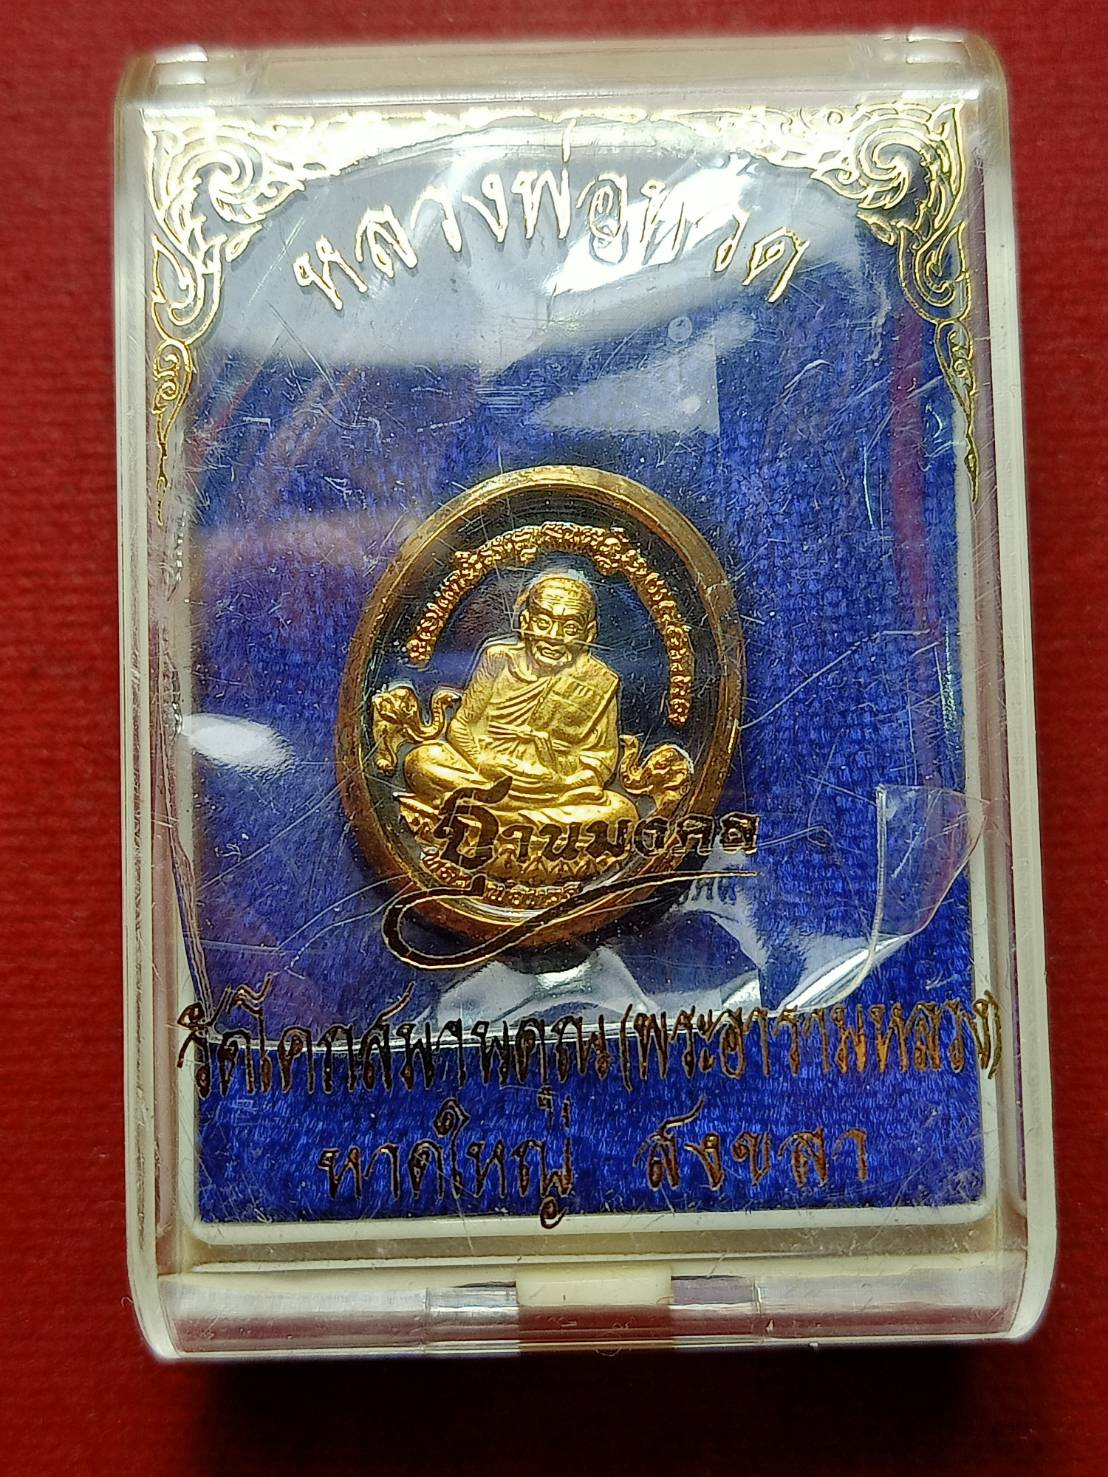 หลวงพ่อทวด
ฐานมงคล
วัดโคกสมานคุณ (พระอารามหลวง)
หาดใหญ่ สงขลา